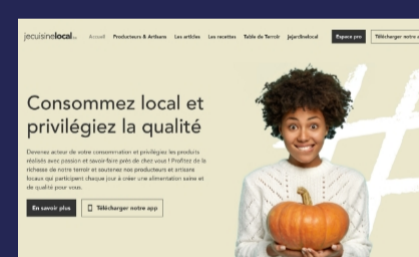 jecuisinelocal
Accueil Producteurs & Artisans Les articles Les recettes Table de Terroir jejardinelocal Espace pro Télécharger notre a
Consommez local et
privilégiez la qualité
Devenez acteur de votre consommation et privilégiez les produits
réalisés avec passion et savoir-faire près de chez vous ! Profitez de la
richesse de notre terroir et soutenez nos producteurs et artisans
locaux qui participent chaque jour à créer une alimentation saine et
de qualité pour vous.
En savoir plus Télécharger notre app